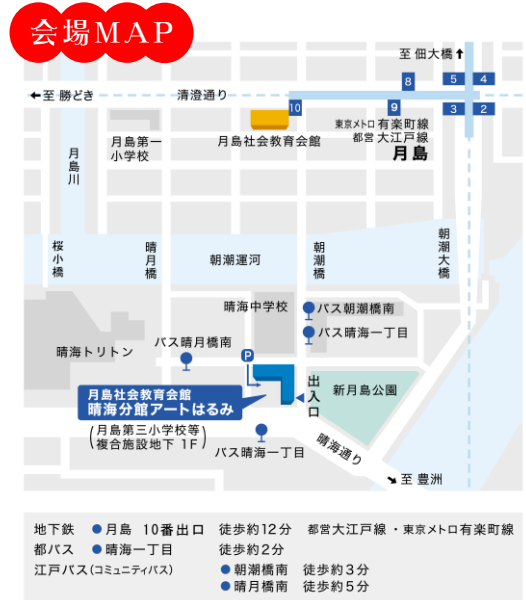 会場MAP
至 佃大橋↑
←至 勝どき
清澄通り
8
5
4
10
9
3
2
東京メトロ 有楽町線
都営 大江戸線
月島
月島第一
小学校
月島社会教育会館
月島川
桜小橋
晴月橋
朝潮運河
朝潮橋
朝潮大橋
晴海中学校
バス朝潮橋南
バス晴海一丁目
バス晴月橋南
晴海トリトン
P
月島社会教育会館
晴海分館アートはるみ
出入口
新月島公園
(月島第三小学校等
複合施設地下 1F)
バス晴海一丁目
晴海通り
→至 豊洲
地下鉄 ●月島 10番出口 徒歩約12分 都営大江戸線・東京メトロ有楽町線
都バス ●晴海一丁目 徒歩約2分
江戸バス(コミュニティバス) ●朝潮橋南 徒歩約3分
●晴月橋南 徒歩約5分